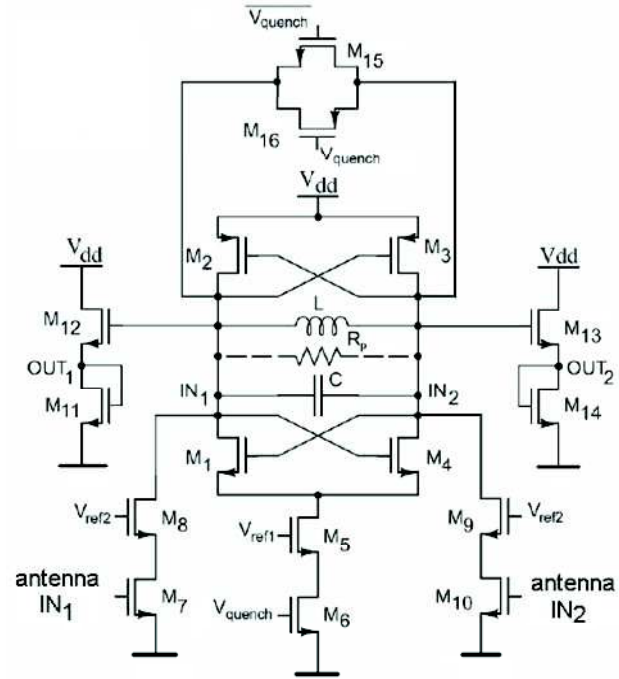 V̅quench
M15
M16
Vquench
Vdd
M2
M3
Vdd
Vdd
L
M12
Rp
M13
OUT1
OUT2
IN1
C
IN2
M11
M14
M1
M4
Vref2
M8
Vref1
M5
M9
Vref2
antenna
IN1
M7
Vquench
M6
M10
antenna
IN2